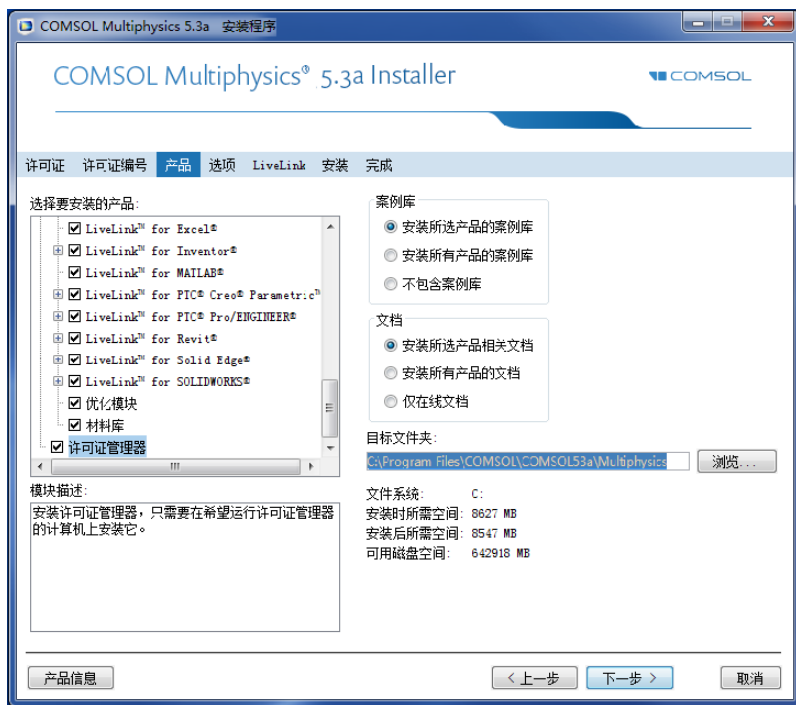 COMSOL Multiphysics 5.3a 安装程序
COMSOL Multiphysics® 5.3a Installer
COMSOL
许可证 许可证编号 产品 选项 LiveLink 安装 完成
选择要安装的产品:
LiveLink™ for Excel®
LiveLink™ for Inventor®
LiveLink™ for MATLAB®
LiveLink™ for PTC® Creo® Parametric™
LiveLink™ for PTC® Pro/ENGINEER®
LiveLink™ for Revit®
LiveLink™ for Solid Edge®
LiveLink™ for SOLIDWORKS®
优化模块
材料库
许可证管理器
模块描述:
安装许可证管理器，只需要在希望运行许可证管理器
的计算机上安装它。
案例库
安装所选产品的案例库
安装所有产品的案例库
不包含案例库
文档
安装所选产品相关文档
安装所有产品的文档
仅在线文档
目标文件夹:
C:\Program Files\COMSOL\COMSOL53a\Multiphysics 浏览...
文件系统: C:
安装时所需空间: 8627 MB
安装后所需空间: 8547 MB
可用磁盘空间: 642918 MB
产品信息 <上一步 下一步> 取消